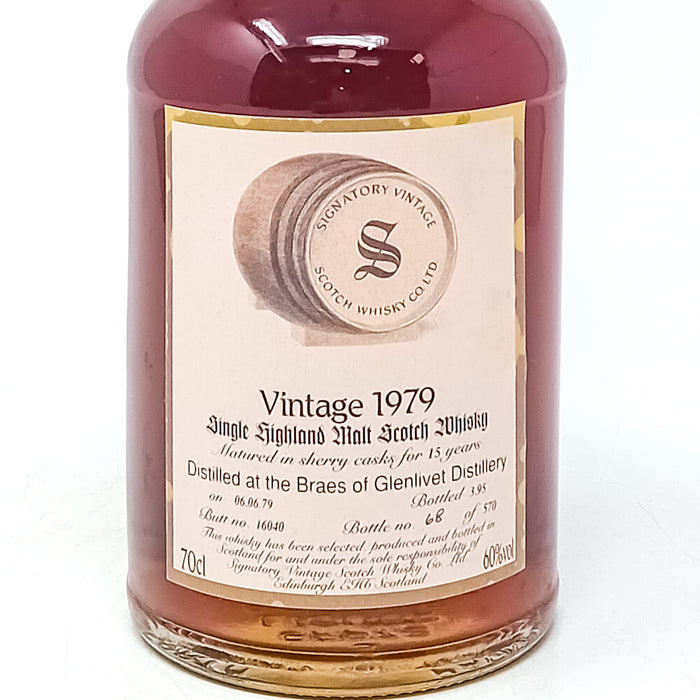 SIGNATORY VINTAGE
S
SCOTCH WHISKY CO. LTD
Vintage 1979
Single Highland Malt Scotch Whisky
Matured in sherry casks for 15 years
Distilled at the Braes of Glenlivet Distillery
on 06.06.79 Bottled 3.95
Butt no. 16040 Bottle no. 68 of 570
This whisky has been selected, produced and bottled in
Scotland for and under the sole responsibility of
Signatory Vintage Scotch Whisky Co. Ltd.
Edinburgh EH6 Scotland
70cl 60%vol